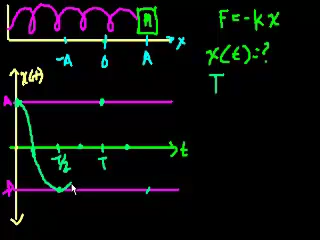 A
F = -kx
-A 0 A x
x(t) = ?
T
x(t)
A
T/2 T t